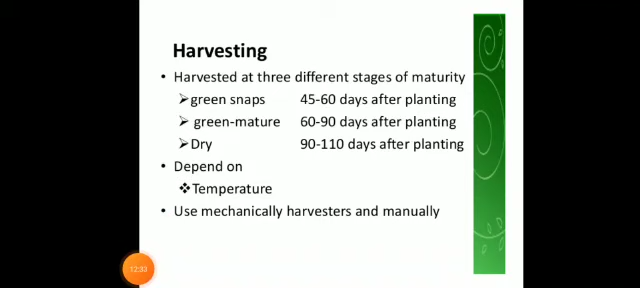 Harvesting
• Harvested at three different stages of maturity
➢green snaps 45-60 days after planting
➢ green-mature 60-90 days after planting
➢Dry 90-110 days after planting
• Depend on
❖Temperature
• Use mechanically harvesters and manually
12:33